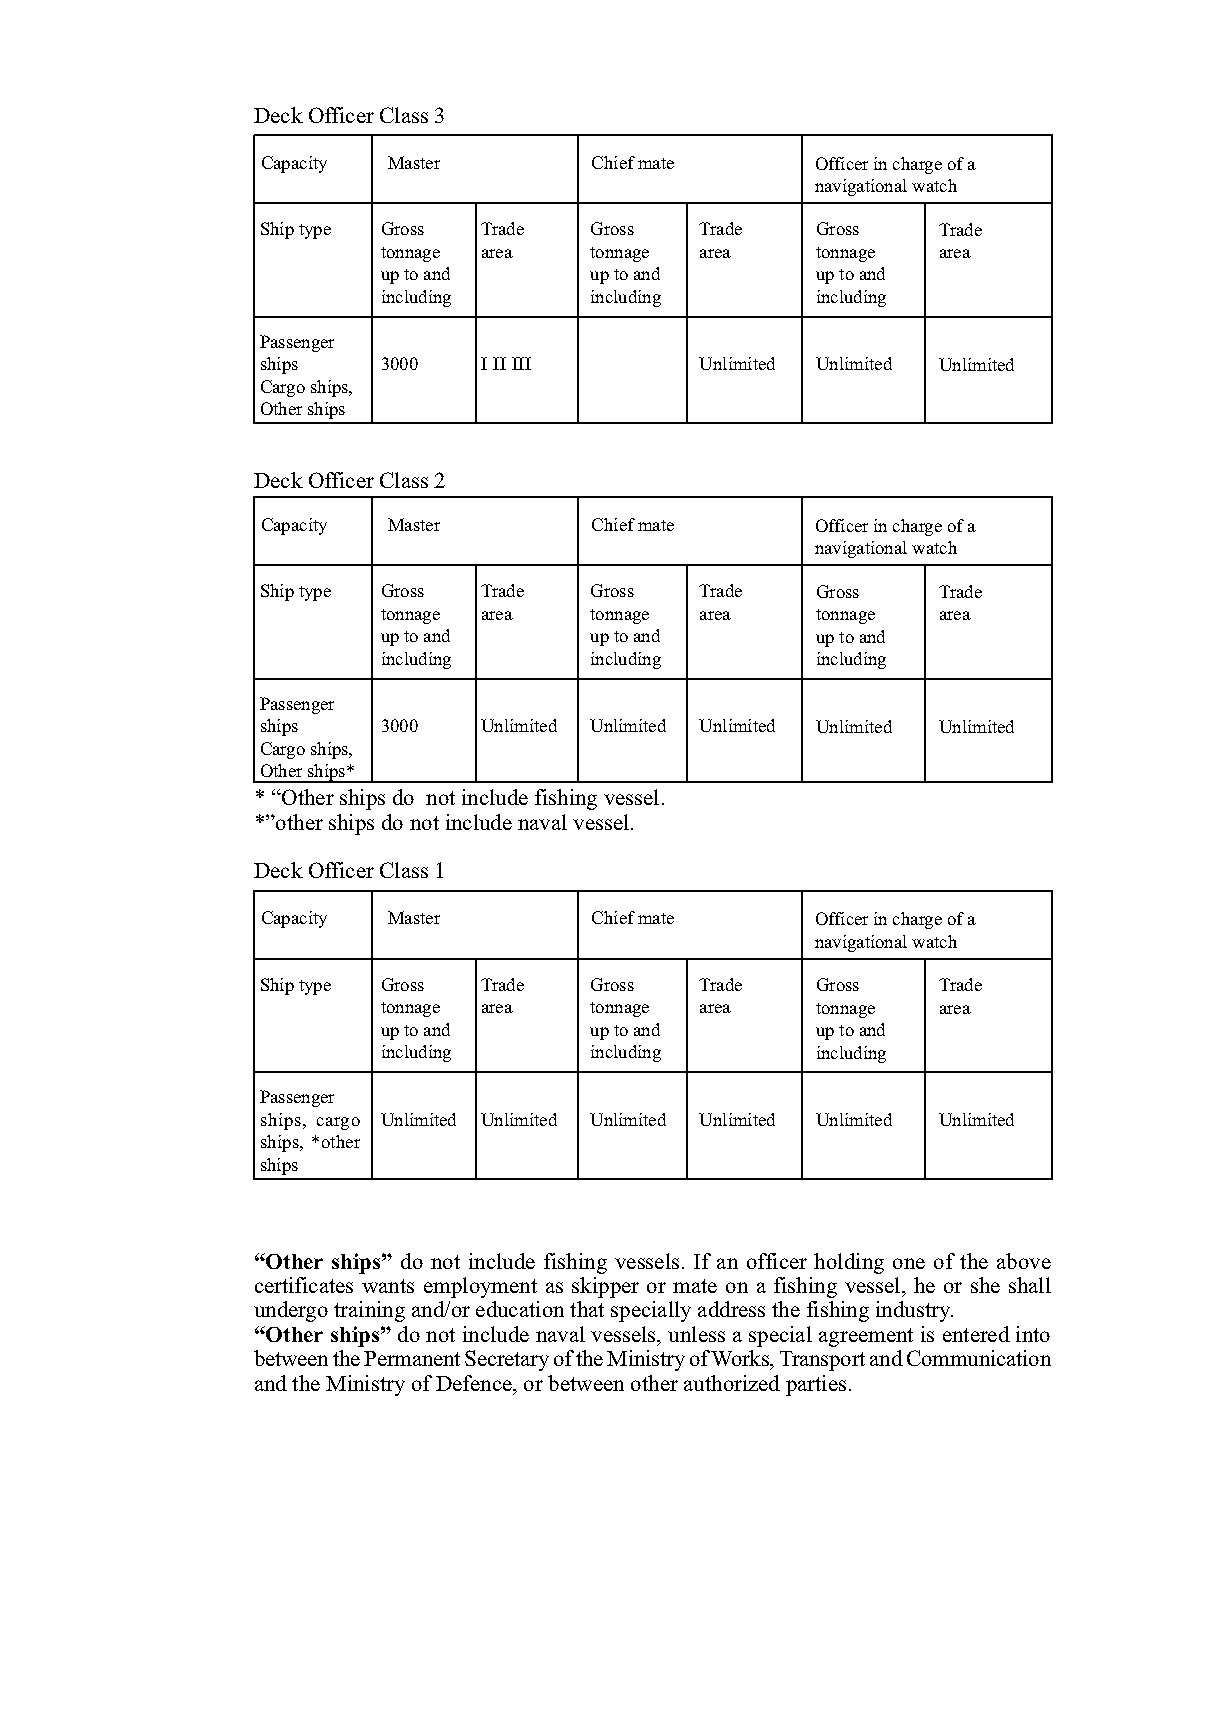 Deck Officer Class 3
Capacity Master Chief mate Officer in charge of a
navigational watch
Ship type Gross Trade Gross Trade Gross Trade
tonnage area tonnage area tonnage area
up to and up to and up to and
including including including
Passenger
ships 3000 I II III Unlimited Unlimited Unlimited
Cargo ships,
Other ships
Deck Officer Class 2
Capacity Master Chief mate Officer in charge of a
navigational watch
Ship type Gross Trade Gross Trade Gross Trade
tonnage area tonnage area tonnage area
up to and up to and up to and
including including including
Passenger
ships 3000 Unlimited Unlimited Unlimited Unlimited Unlimited
Cargo ships,
Other ships*
* “Other ships do not include fishing vessel.
*”other ships do not include naval vessel.
Deck Officer Class 1
Capacity Master Chief mate Officer in charge of a
navigational watch
Ship type Gross Trade Gross Trade Gross Trade
tonnage area tonnage area tonnage area
up to and up to and up to and
including including including
Passenger
ships, cargo Unlimited Unlimited Unlimited Unlimited Unlimited Unlimited
ships, *other
ships
“Other ships” do not include fishing vessels. If an officer holding one of the above
certificates wants employment as skipper or mate on a fishing vessel, he or she shall
undergo training and/or education that specially address the fishing industry.
“Other ships” do not include naval vessels, unless a special agreement is entered into
between the Permanent Secretary of the Ministry of Works, Transport and Communication
and the Ministry of Defence, or between other authorized parties.